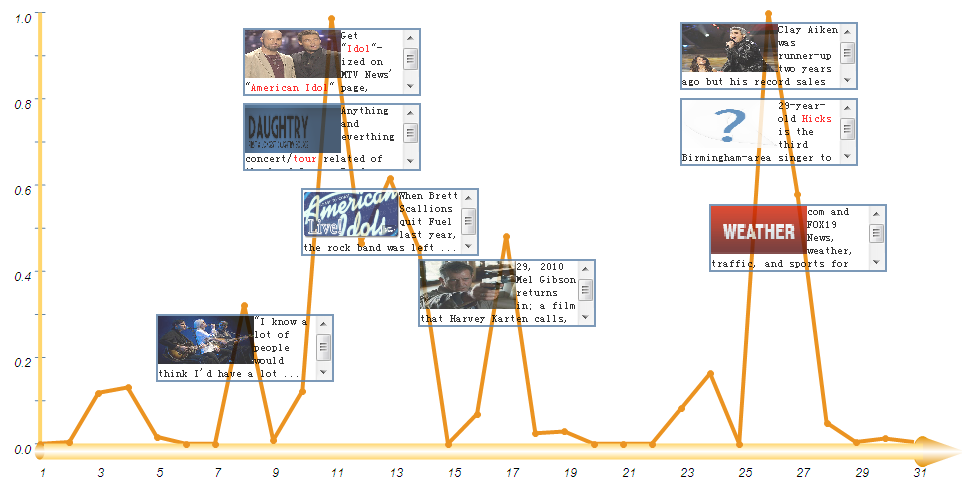 1.0
0.8
0.6
0.4
0.2
0.0
Get
“Idol”-
ized on
MTV News’
“American Idol”
page,
DAUGHTRY
Anything
and
everthing
concert/tour related of
When Brett
Scallions
quit Fuel
last year,
the rock band was left ...
American
Idols
Live!
29, 2010
Mel Gibson
returns
in; a film
that Harvey Karten calls,
“I know a
lot of
people
would
think I'd have a lot ...
Clay Aiken
was
runner-up
two years
ago but his record sales
?
29-year-
old Hicks
is the
third
Birmingham-area singer to
WEATHER
com and
FOX19
News,
weather,
traffic, and sports for
1 3 5 7 9 11 13 15 17 19 21 23 25 27 29 31